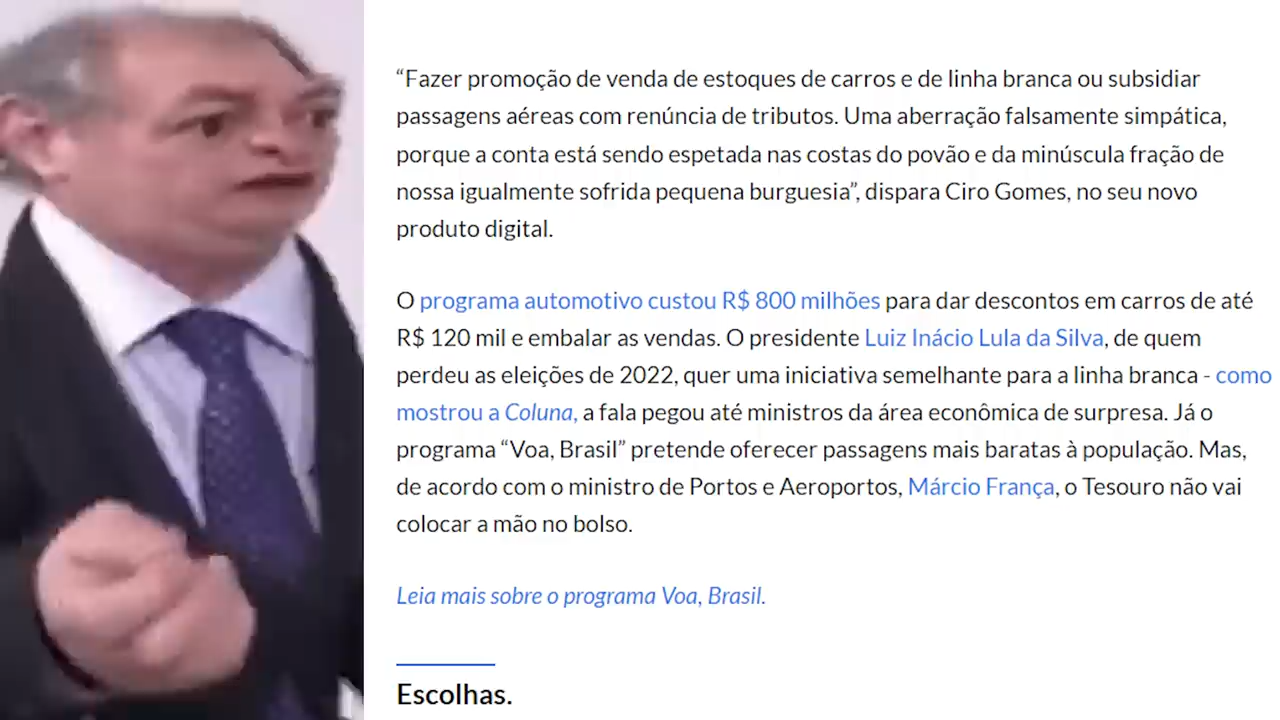 “Fazer promoção de venda de estoques de carros e de linha branca ou subsidiar
passagens aéreas com renúncia de tributos. Uma aberração falsamente simpática,
porque a conta está sendo espetada nas costas do povão e da minúscula fração de
nossa igualmente sofrida pequena burguesia”, dispara Ciro Gomes, no seu novo
produto digital.
O programa automotivo custou R$ 800 milhões para dar descontos em carros de até
R$ 120 mil e embalar as vendas. O presidente Luiz Inácio Lula da Silva, de quem
perdeu as eleições de 2022, quer uma iniciativa semelhante para a linha branca - como
mostrou a Coluna, a fala pegou até ministros da área econômica de surpresa. Já o
programa “Voa, Brasil” pretende oferecer passagens mais baratas à população. Mas,
de acordo com o ministro de Portos e Aeroportos, Márcio França, o Tesouro não vai
colocar a mão no bolso.
Leia mais sobre o programa Voa, Brasil.
Escolhas.